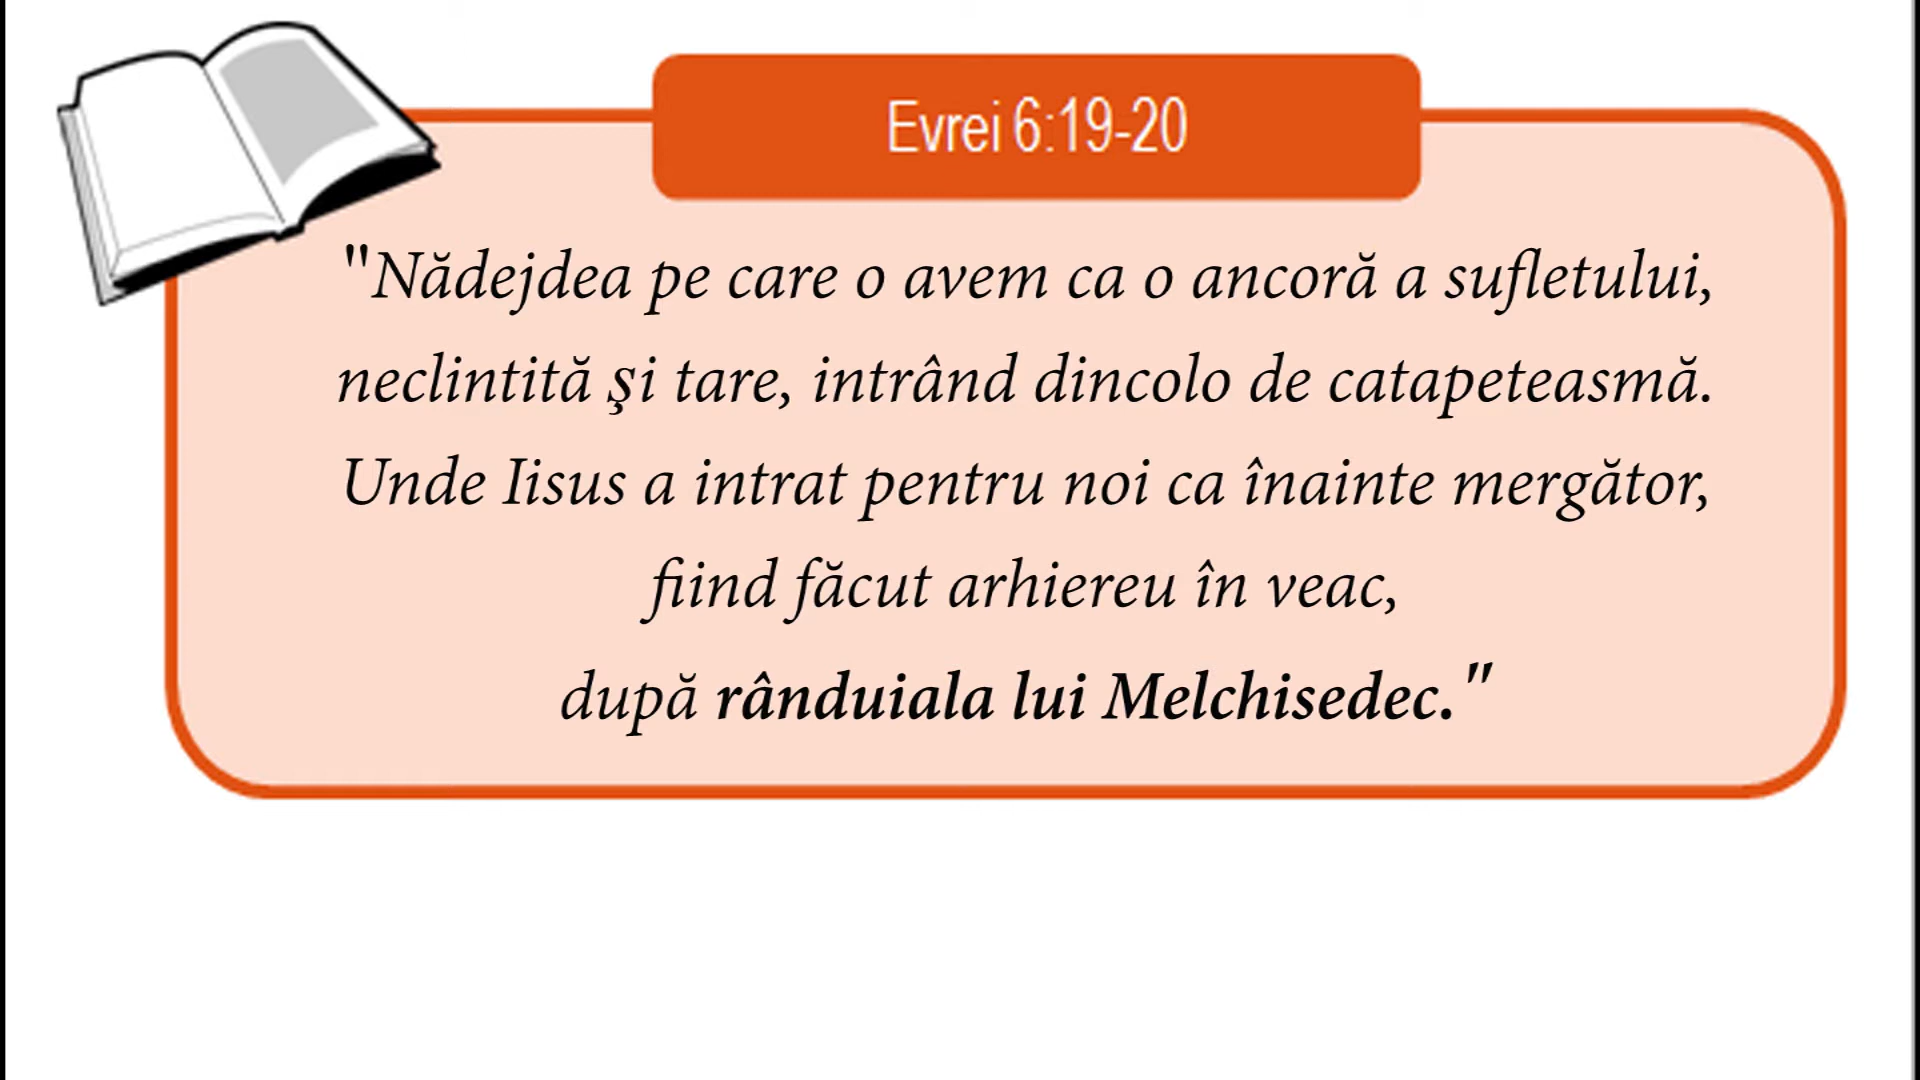 Evrei 6:19-20
"Nădejdea pe care o avem ca o ancoră a sufletului,
neclintită şi tare, intrând dincolo de catapeteasmă.
Unde Iisus a intrat pentru noi ca înainte mergător,
fiind făcut arhiereu în veac,
după rânduiala lui Melchisedec."